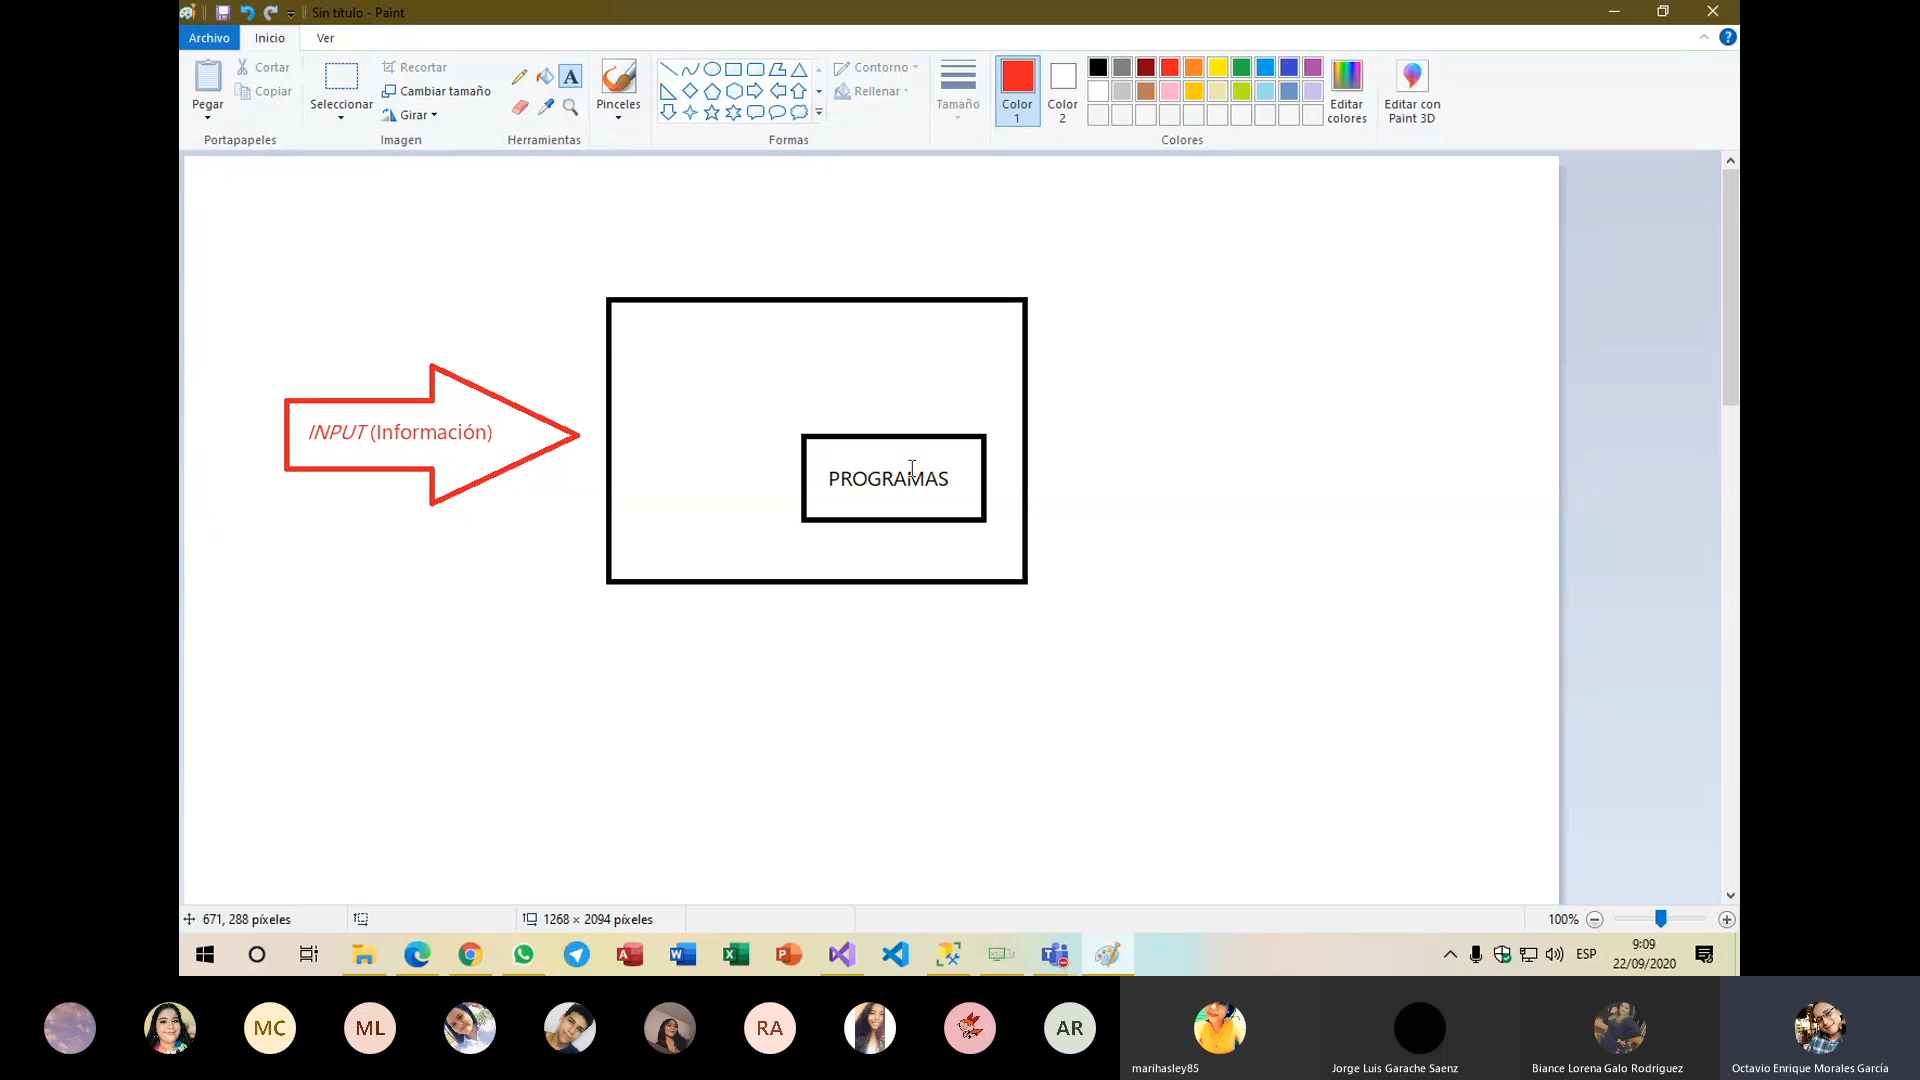 Sin título - Paint
Archivo Inicio Ver
Pegar
Cortar
Copiar
Portapapeles
Seleccionar
Recortar
Cambiar tamaño
Girar
Imagen
A
Herramientas
Pinceles
Contorno
Rellenar
Formas
Tamaño
Color 1
Color 2
Editar colores
Colores
Editar con Paint 3D
INPUT (Información)
PROGRAMAS
671, 288 píxeles
1268 × 2094 píxeles
100%
ESP
9:09
22/09/2020
MC
ML
RA
AR
marihasley85
Jorge Luis Garache Saenz
Biance Lorena Galo Rodriguez
Octavio Enrique Morales García